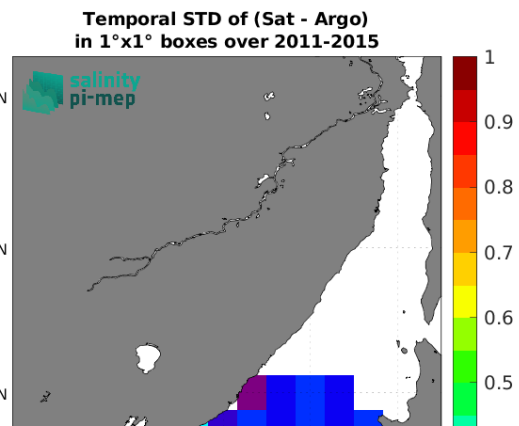 Temporal STD of (Sat - Argo)
in 1°x1° boxes over 2011-2015
salinity
pi-mep
N
N
N
1
0.9
0.8
0.7
0.6
0.5